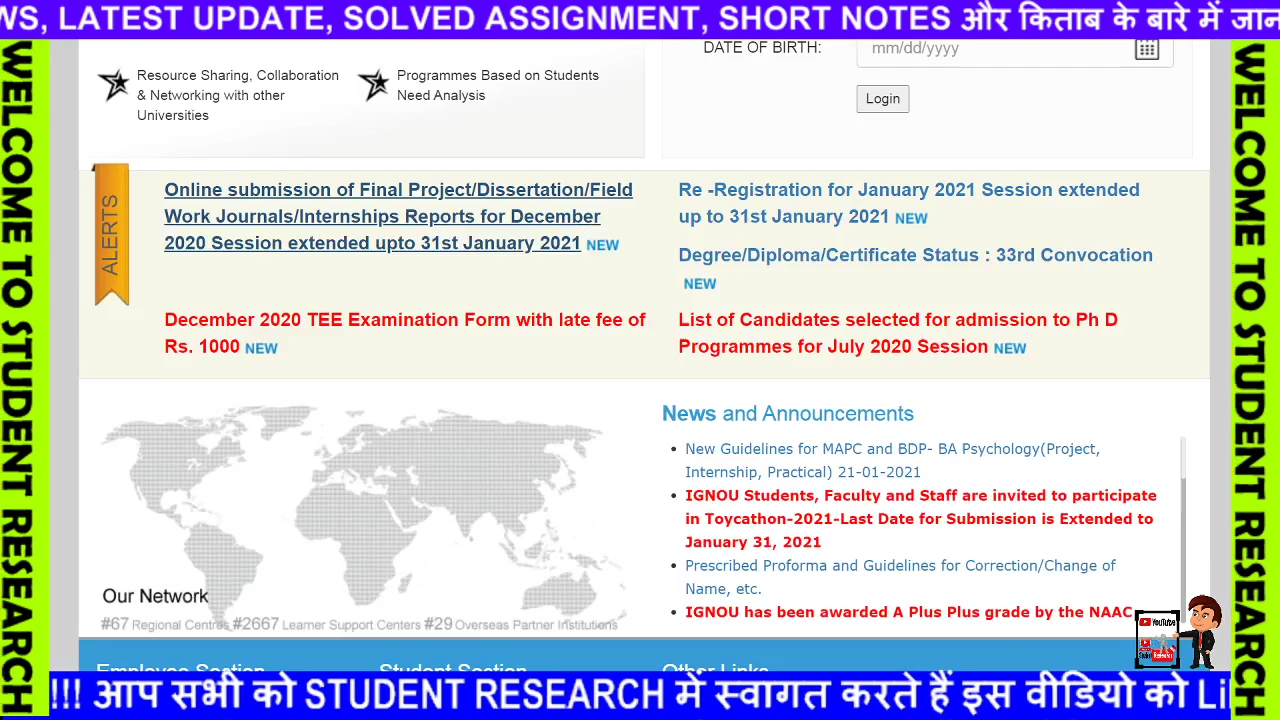 WS, LATEST UPDATE, SOLVED ASSIGNMENT, SHORT NOTES और किताब के बारे में जान
WELCOME TO STUDENT RESEARCH
WELCOME TO STUDENT RESEARCH
Resource Sharing, Collaboration
& Networking with other
Universities
Programmes Based on Students
Need Analysis
DATE OF BIRTH:
mm/dd/yyyy
Login
ALERTS
Online submission of Final Project/Dissertation/Field
Work Journals/Internships Reports for December
2020 Session extended upto 31st January 2021 NEW
Re -Registration for January 2021 Session extended
up to 31st January 2021 NEW
Degree/Diploma/Certificate Status : 33rd Convocation
NEW
December 2020 TEE Examination Form with late fee of
Rs. 1000 NEW
List of Candidates selected for admission to Ph D
Programmes for July 2020 Session NEW
Our Network
#67 Regional Centres #2667 Learner Support Centers #29 Overseas Partner Institutions
News and Announcements
New Guidelines for MAPC and BDP- BA Psychology(Project,
Internship, Practical) 21-01-2021
IGNOU Students, Faculty and Staff are invited to participate
in Toycathon-2021-Last Date for Submission is Extended to
January 31, 2021
Prescribed Proforma and Guidelines for Correction/Change of
Name, etc.
IGNOU has been awarded A Plus Plus grade by the NAAC
YouTube
Employee Section
Student Section
Other Links
!!! आप सभी को STUDENT RESEARCH में स्वागत करते हैं इस वीडियो को Li